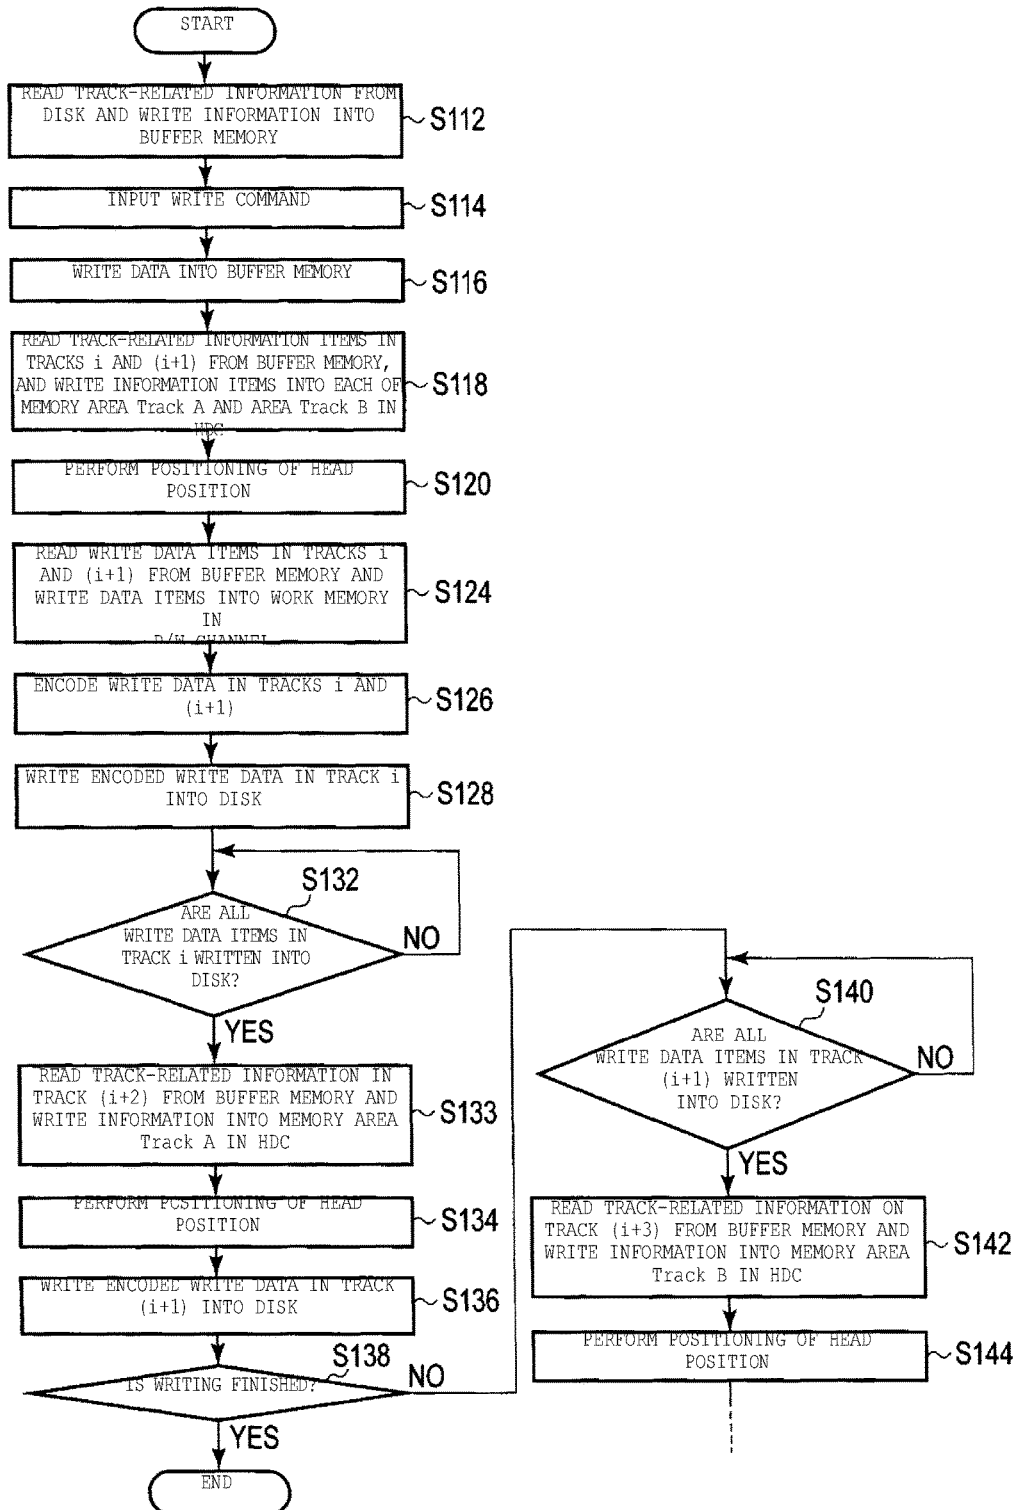 START
READ TRACK-RELATED INFORMATION FROM
DISK AND WRITE INFORMATION INTO
BUFFER MEMORY
S112
INPUT WRITE COMMAND
S114
WRITE DATA INTO BUFFER MEMORY
S116
READ TRACK-RELATED INFORMATION ITEMS IN
TRACKS i AND (i+1) FROM BUFFER MEMORY,
AND WRITE INFORMATION ITEMS INTO EACH OF
MEMORY AREA Track A AND AREA Track B IN
HDC
S118
PERFORM POSITIONING OF HEAD
POSITION
S120
READ WRITE DATA ITEMS IN TRACKS i
AND (i+1) FROM BUFFER MEMORY AND
WRITE DATA ITEMS INTO WORK MEMORY
IN
R/W CHANNEL
S124
ENCODE WRITE DATA IN TRACKS i AND
(i+1)
S126
WRITE ENCODED WRITE DATA IN TRACK i
INTO DISK
S128
S132
ARE ALL
WRITE DATA ITEMS IN
TRACK i WRITTEN INTO
DISK?
NO
YES
READ TRACK-RELATED INFORMATION IN
TRACK (i+2) FROM BUFFER MEMORY AND
WRITE INFORMATION INTO MEMORY AREA
Track A IN HDC
S133
PERFORM POSITIONING OF HEAD
POSITION
S134
WRITE ENCODED WRITE DATA IN TRACK
(i+1) INTO DISK
S136
S138
IS WRITING FINISHED?
NO
YES
END
S140
ARE ALL
WRITE DATA ITEMS IN TRACK
(i+1) WRITTEN
INTO DISK?
NO
YES
READ TRACK-RELATED INFORMATION ON
TRACK (i+3) FROM BUFFER MEMORY AND
WRITE INFORMATION INTO MEMORY AREA
Track B IN HDC
S142
PERFORM POSITIONING OF HEAD
POSITION
S144